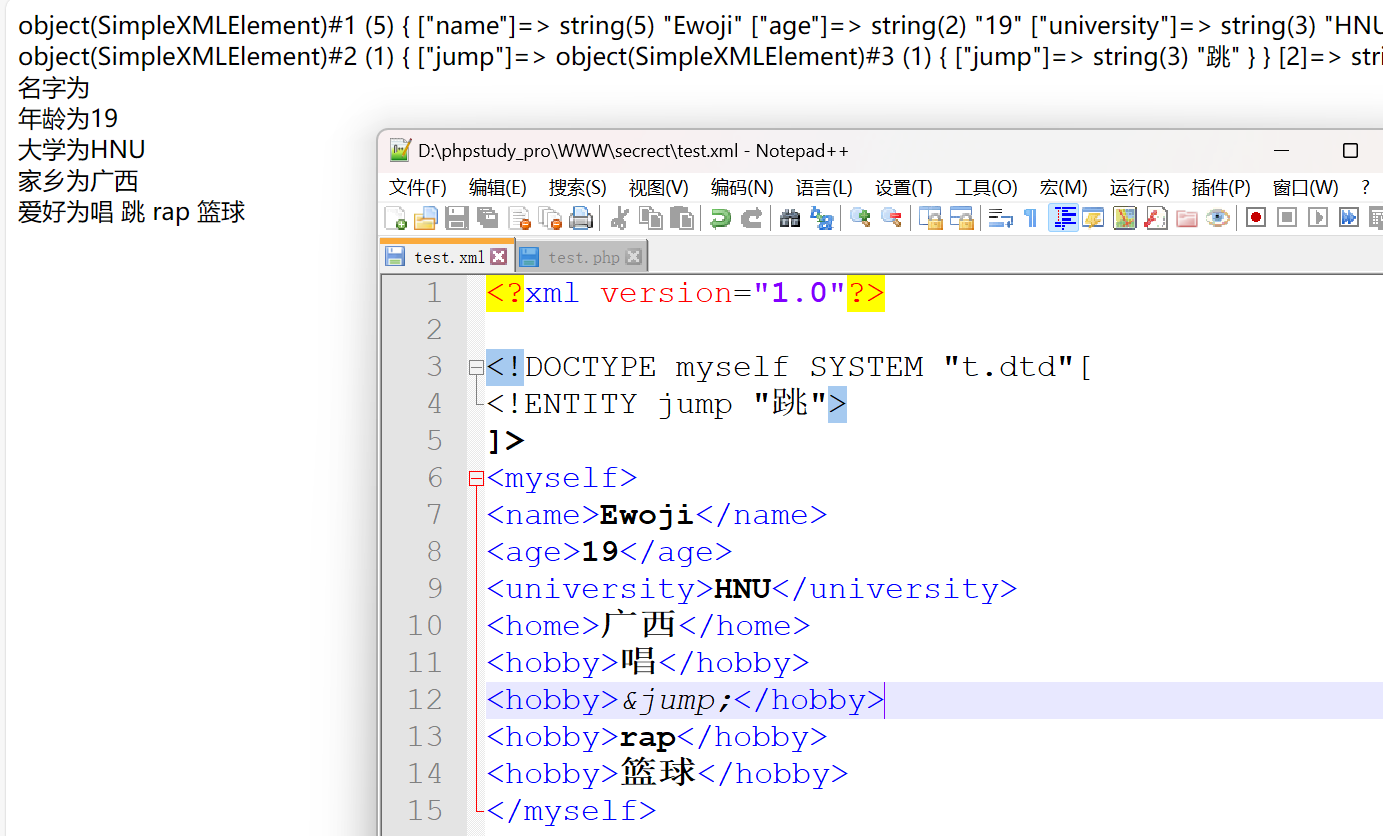 object(SimpleXMLElement)#1 (5) { ["name"]=> string(5) "Ewoji" ["age"]=> string(2) "19" ["university"]=> string(3) "HNU
object(SimpleXMLElement)#2 (1) { ["jump"]=> object(SimpleXMLElement)#3 (1) { ["jump"]=> string(3) "跳" } } [2]=> stri
名字为
年龄为19
大学为HNU
家乡为广西
爱好为唱 跳 rap 篮球
D:\phpstudy_pro\WWW\secrect\test.xml - Notepad++
文件(F) 编辑(E) 搜索(S) 视图(V) 编码(N) 语言(L) 设置(T) 工具(O) 宏(M) 运行(R) 插件(P) 窗口(W) ?
test.xml test.php
1 <?xml version="1.0"?>
2
3 <!DOCTYPE myself SYSTEM "t.dtd"[
4 <!ENTITY jump "跳">
5 ]>
6 <myself>
7 <name>Ewoji</name>
8 <age>19</age>
9 <university>HNU</university>
10 <home>广西</home>
11 <hobby>唱</hobby>
12 <hobby>&jump;</hobby>
13 <hobby>rap</hobby>
14 <hobby>篮球</hobby>
15 </myself>